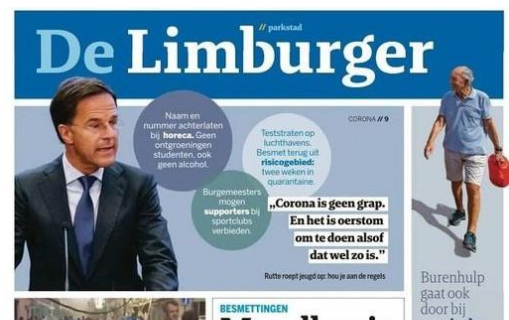 // parkstad
De Limburger
Naam en
nummer achterlaten
bij horeca. Geen
ontgroeningen
studenten, ook
geen alcohol.
Teststraten op
luchthavens.
Besmet terug uit
risicogebied:
twee weken in
quarantaine.
Burgemeesters
mogen
supporters bij
sportclubs
verbieden.
CORONA // 9
„Corona is geen grap.
En het is oerstom
om te doen alsof
dat wel zo is.”
Rutte roept jeugd op: hou je aan de regels
Burenhulp
gaat ook
door bij
BESMETTINGEN